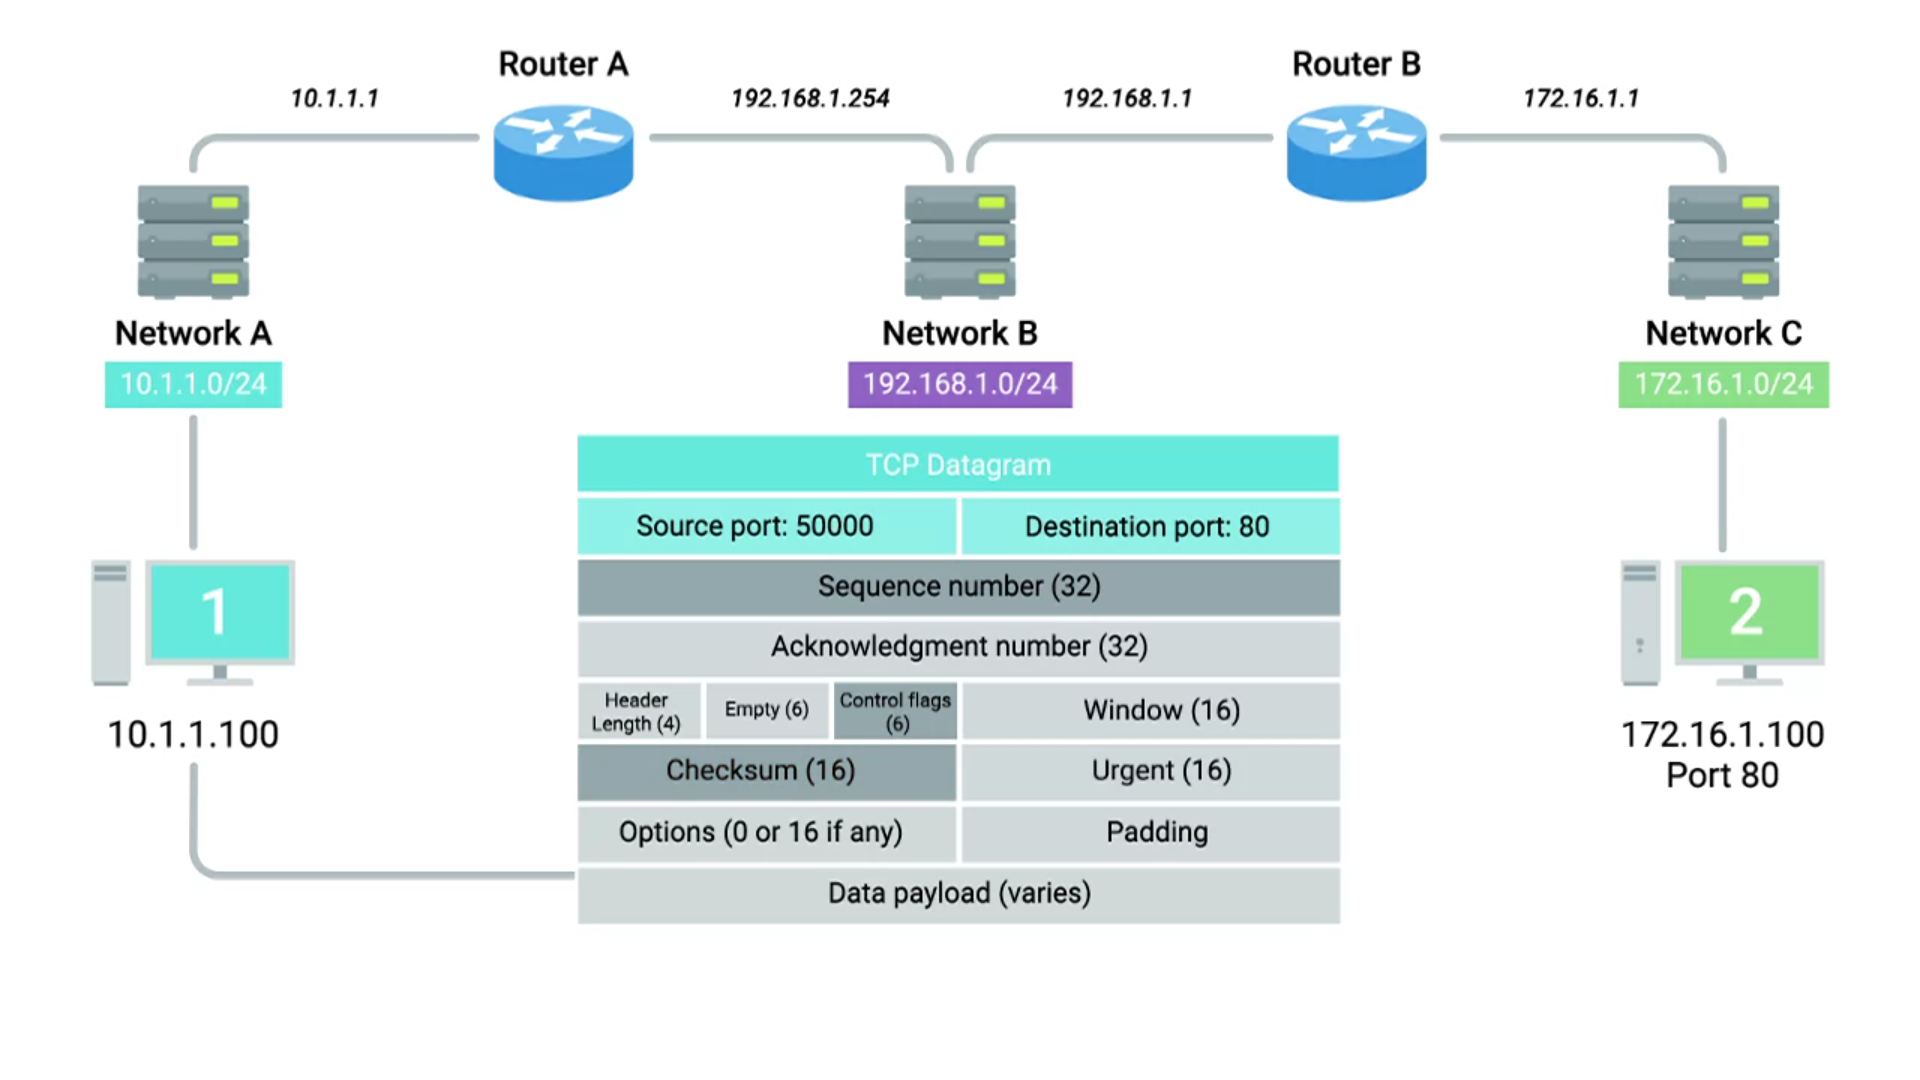 Router A
Router B
10.1.1.1
192.168.1.254
192.168.1.1
172.16.1.1
Network A
Network B
Network C
10.1.1.0/24
192.168.1.0/24
172.16.1.0/24
TCP Datagram
Source port: 50000
Destination port: 80
Sequence number (32)
Acknowledgment number (32)
Header
Length (4)
Empty (6)
Control flags
(6)
Window (16)
Checksum (16)
Urgent (16)
Options (0 or 16 if any)
Padding
Data payload (varies)
1
10.1.1.100
2
172.16.1.100
Port 80